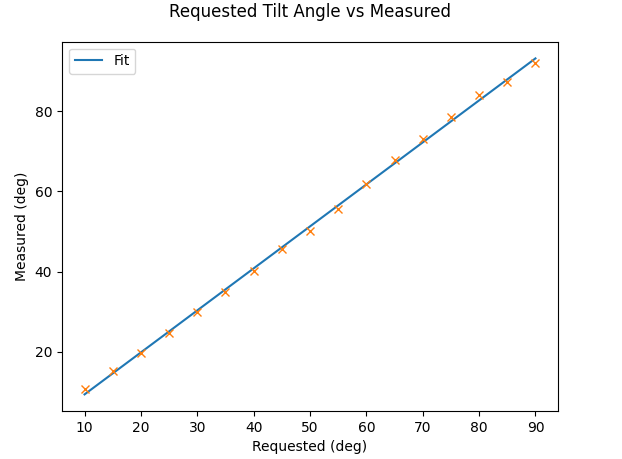 Requested Tilt Angle vs Measured
Fit
Measured (deg)
80
60
40
20
10 20 30 40 50 60 70 80 90
Requested (deg)